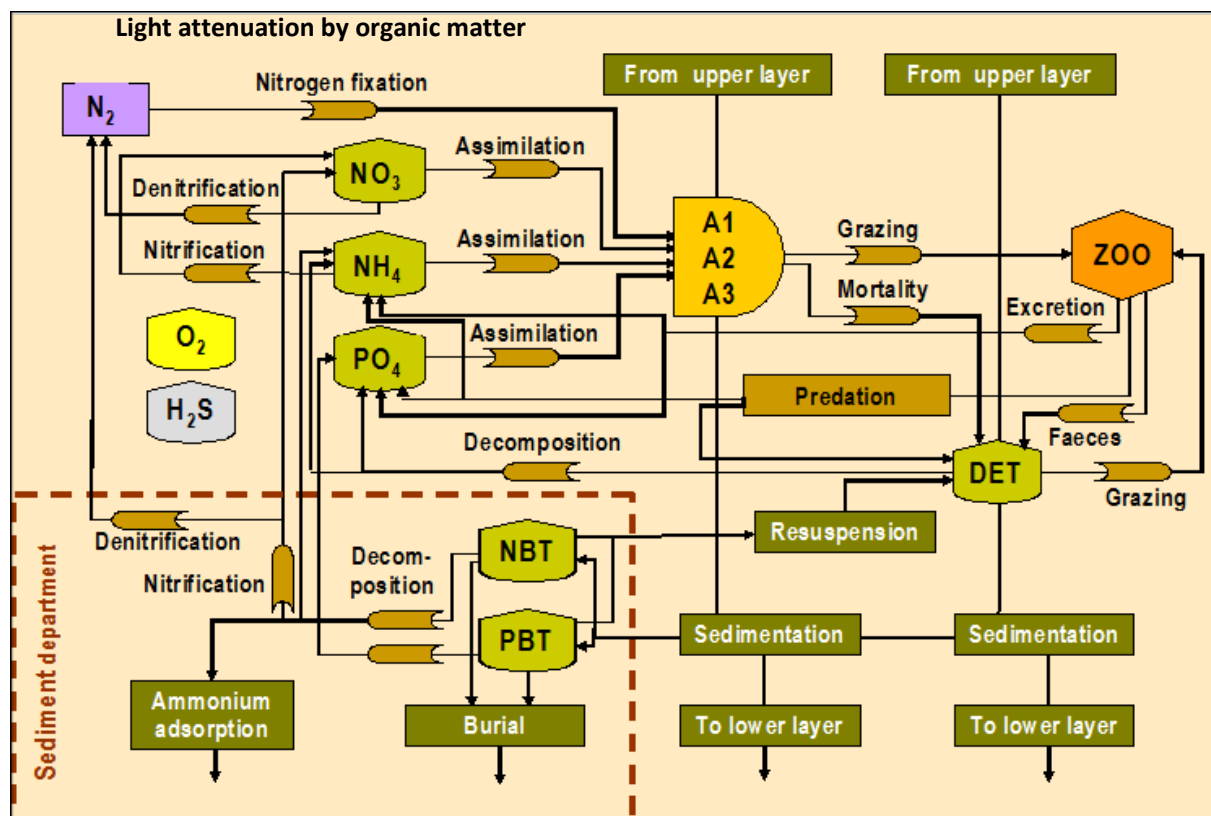 Light attenuation by organic matter
From upper layer
From upper layer
Nitrogen fixation
N₂
Assimilation
NO₃
Denitrification
A1
A2
A3
Grazing
ZOO
Nitrification
Assimilation
NH₄
Mortality
Excretion
O₂
Assimilation
PO₄
H₂S
Predation
Faeces
Decomposition
DET
Grazing
Sediment department
Denitrification
Nitrification
Decom-
position
NBT
Resuspension
PBT
Sedimentation
Sedimentation
Ammonium
adsorption
Burial
To lower layer
To lower layer